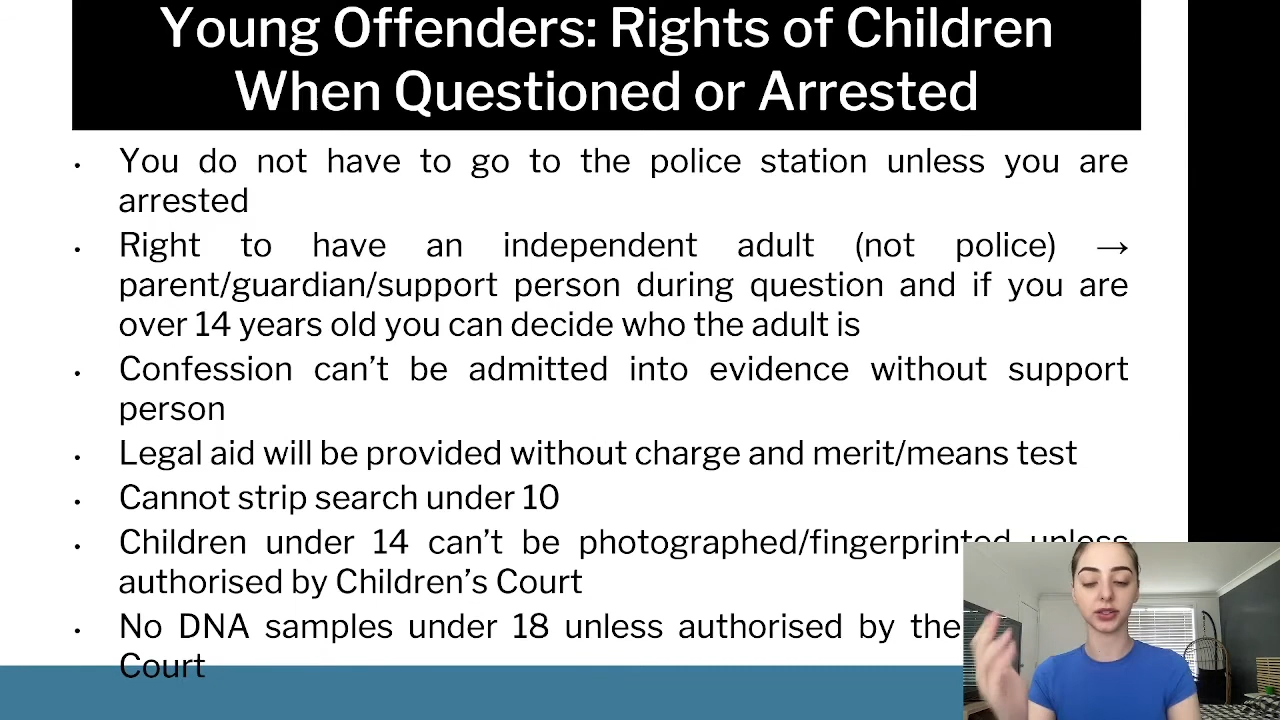 Young Offenders: Rights of Children
When Questioned or Arrested
• You do not have to go to the police station unless you are
arrested
• Right to have an independent adult (not police) →
parent/guardian/support person during question and if you are
over 14 years old you can decide who the adult is
• Confession can’t be admitted into evidence without support
person
• Legal aid will be provided without charge and merit/means test
• Cannot strip search under 10
• Children under 14 can’t be photographed/fingerprinted unless
authorised by Children’s Court
• No DNA samples under 18 unless authorised by the
Court